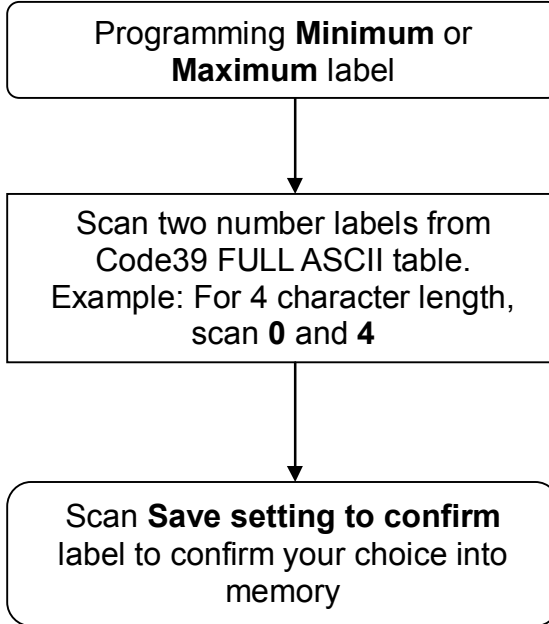 Programming Minimum or
Maximum label
Scan two number labels from
Code39 FULL ASCII table.
Example: For 4 character length,
scan 0 and 4
Scan Save setting to confirm
label to confirm your choice into
memory